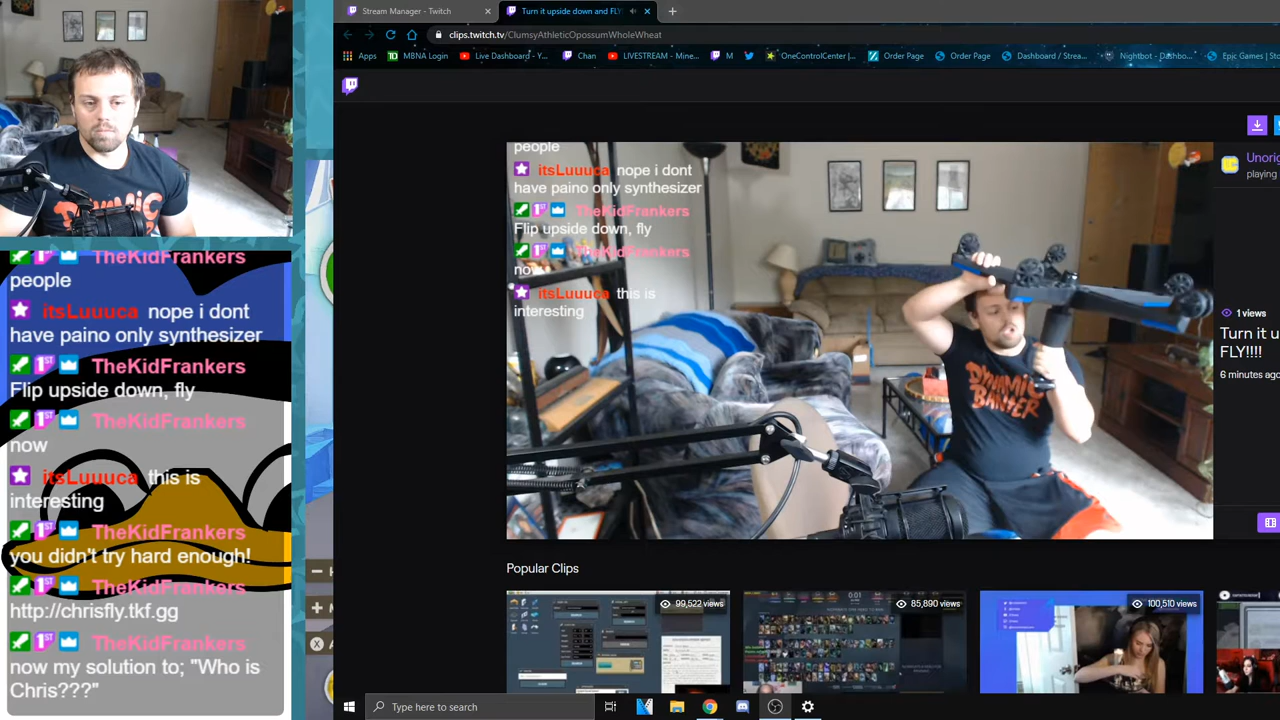 Stream Manager - Twitch
Turn it upside down and FLY
clips.twitch.tv/ClumsyAthleticOpossumWholeWheat
Apps
MBNA Login
Live Dashboard - Y...
Chan
LIVESTREAM - Mine...
M
OneControlCenter |...
Order Page
Order Page
Dashboard / Strea...
Nightbot - Dashbo...
Epic Games | St
people
itsLuuuca nope i dont
have paino only synthesizer
TheKidFrankers
Flip upside down, fly
TheKidFrankers
now
itsLuuuca this is
interesting
DYNAMIC
BANTER
Unorig
playing
1 views
Turn it u
FLY!!!!
6 minutes ago
TheKidFrankers
people
itsLuuuca nope i dont
have paino only synthesizer
TheKidFrankers
Flip upside down, fly
TheKidFrankers
now
itsLuuuca this is
interesting
TheKidFrankers
you didn't try hard enough!
TheKidFrankers
http://chrisfly.tkf.gg
TheKidFrankers
now my solution to; "Who is
Chris???"
Popular Clips
99,522 views
85,890 views
100,510 views
0:01
Type here to search